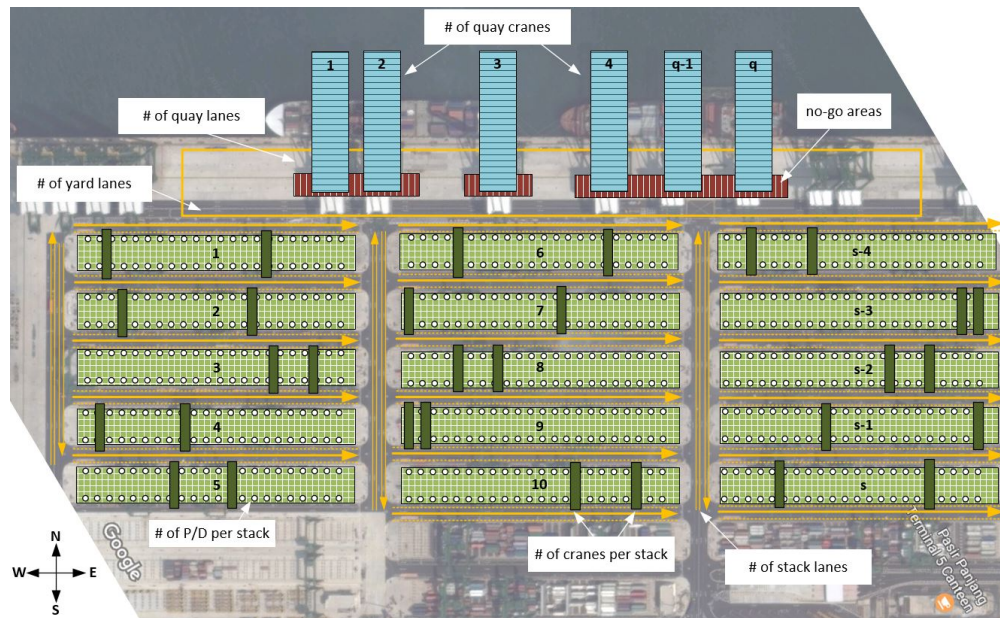 # of quay cranes
1
2
3
4
q-1
q
# of quay lanes
no-go areas
# of yard lanes
1
6
s-4
2
7
s-3
3
8
s-2
4
9
s-1
5
10
s
# of P/D per stack
# of cranes per stack
# of stack lanes
N
W
E
S
Google
Pasir Panjang
Terminal 5 Canteen